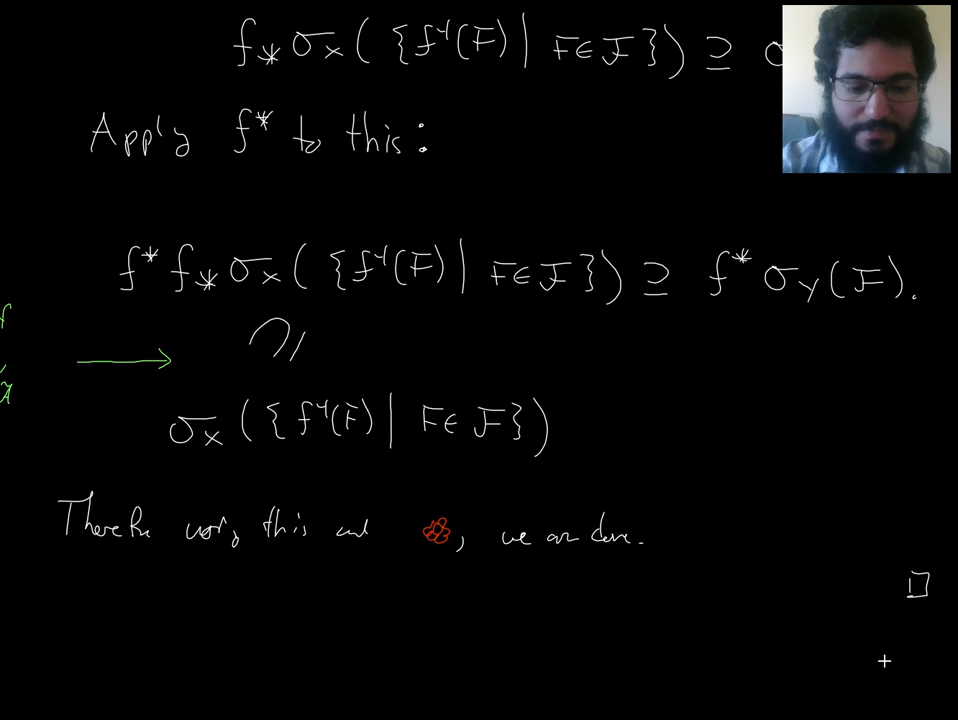 f_* σ_X ( { f^{-1}(F) | F ∈ 𝓕 } ) ⊇ σ
Apply f^* to this :
f^* f_* σ_X ( { f^{-1}(F) | F ∈ 𝓕 } ) ⊇ f^* σ_Y ( 𝓕 ).
⊇
σ_X ( { f^{-1}(F) | F ∈ 𝓕 } )
Therefore using this and , we are done.
□